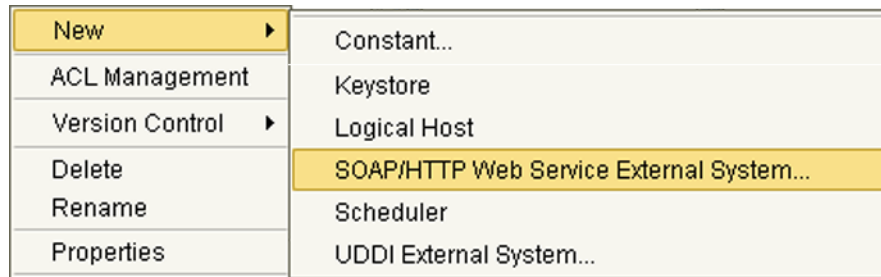 New
ACL Management
Version Control
Delete
Rename
Properties
Constant...
Keystore
Logical Host
SOAP/HTTP Web Service External System...
Scheduler
UDDI External System...